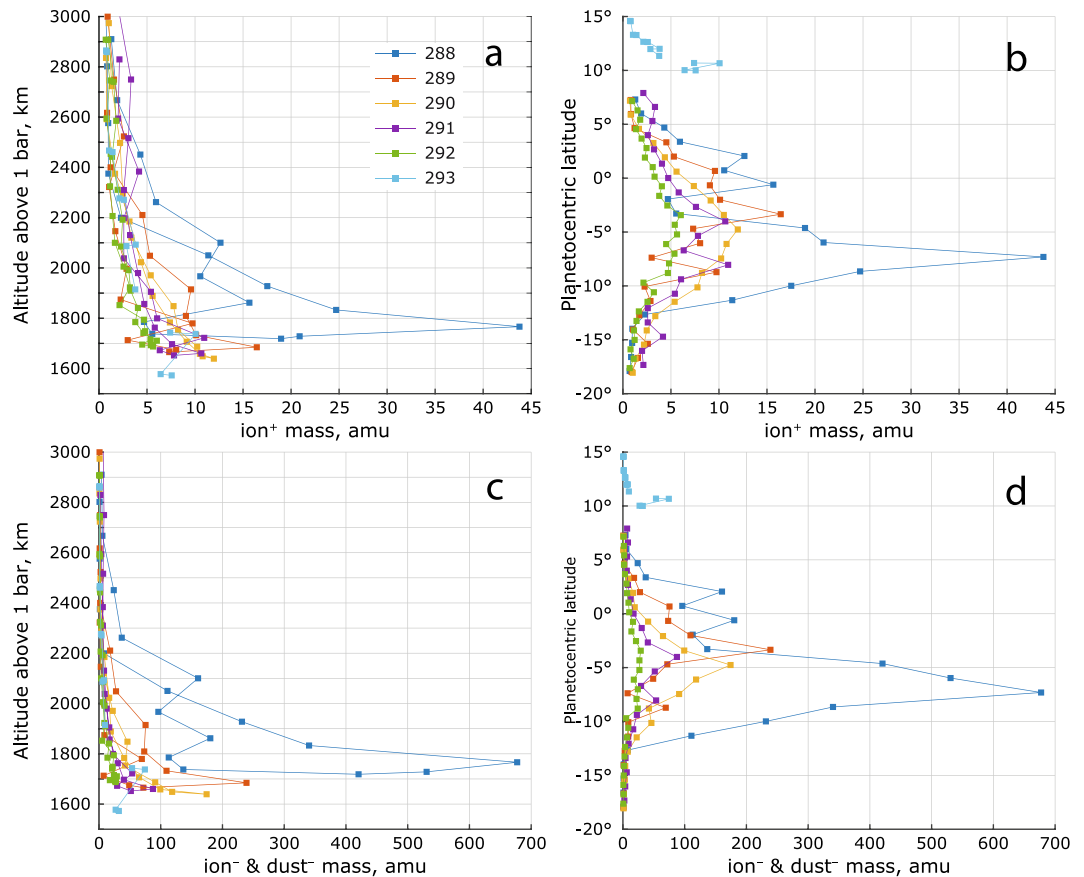 a
3000
2800
2600
2400
2200
2000
1800
1600
Altitude above 1 bar, km
288
289
290
291
292
293
0 5 10 15 20 25 30 35 40 45
ion⁺ mass, amu
b
15°
10°
5°
0°
-5°
-10°
-15°
-20°
Planetocentric latitude
0 5 10 15 20 25 30 35 40 45
ion⁺ mass, amu
c
3000
2800
2600
2400
2200
2000
1800
1600
Altitude above 1 bar, km
0 100 200 300 400 500 600 700
ion⁻ & dust⁻ mass, amu
d
15°
10°
5°
0°
-5°
-10°
-15°
-20°
Planetocentric latitude
0 100 200 300 400 500 600 700
ion⁻ & dust⁻ mass, amu